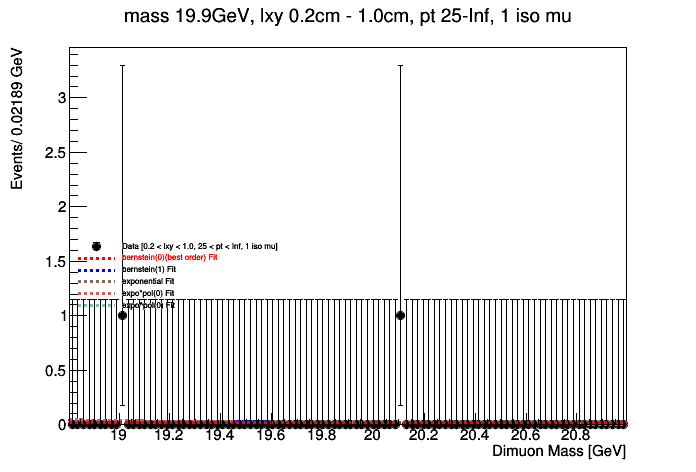 mass 19.9GeV, lxy 0.2cm - 1.0cm, pt 25-Inf, 1 iso mu
Events/ 0.02189 GeV
3
2.5
2
1.5
1
0.5
0
Data [0.2 < lxy < 1.0, 25 < pt < Inf, 1 iso mu]
bernstein(0)(best order) Fit
bernstein(1) Fit
exponential Fit
expo*pol(0) Fit
expo*pol(0) Fit
19 19.2 19.4 19.6 19.8 20 20.2 20.4 20.6 20.8
Dimuon Mass [GeV]